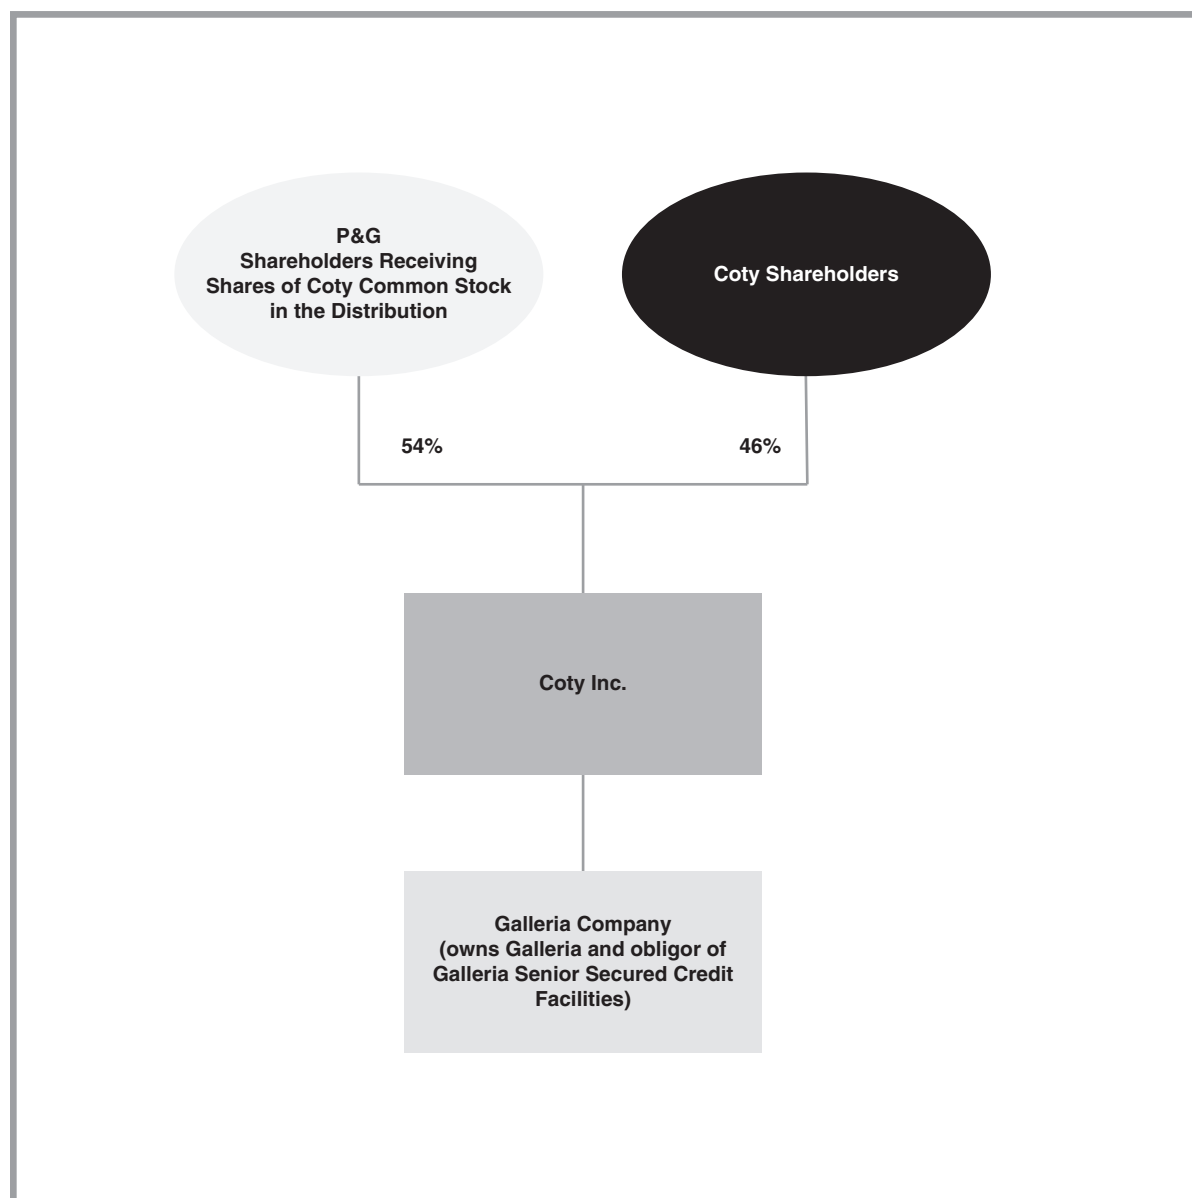 P&G
Shareholders Receiving
Shares of Coty Common Stock
in the Distribution
Coty Shareholders
54%
46%
Coty Inc.
Galleria Company
(owns Galleria and obligor of
Galleria Senior Secured Credit
Facilities)